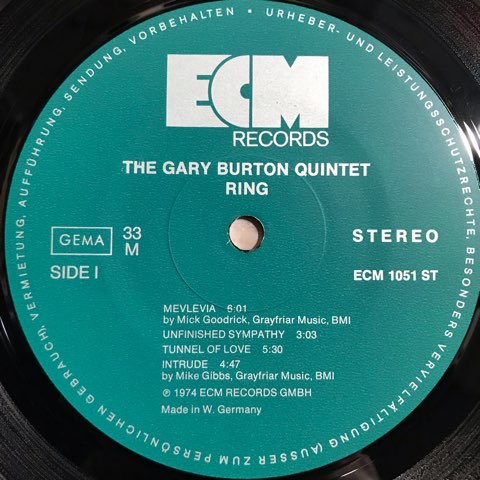 ECM
RECORDS
THE GARY BURTON QUINTET
RING
GEMA
33
M
SIDE I
STEREO
ECM 1051 ST
MEVLEVIA 6:01
by Mick Goodrick, Grayfriar Music, BMI
UNFINISHED SYMPATHY 3:03
TUNNEL OF LOVE 5:30
INTRUDE 4:47
by Mike Gibbs, Grayfriar Music, BMI
℗ 1974 ECM RECORDS GMBH
Made in W. Germany
URHEBER- UND LEISTUNGSSCHUTZRECHTE, BESONDERS VERVIELFÄLTIGUNG (AUSSER ZUM PERSÖNLICHEN GEBRAUCH), VERMIETUNG, AUFFÜHRUNG, SENDUNG, VORBEHALTEN •